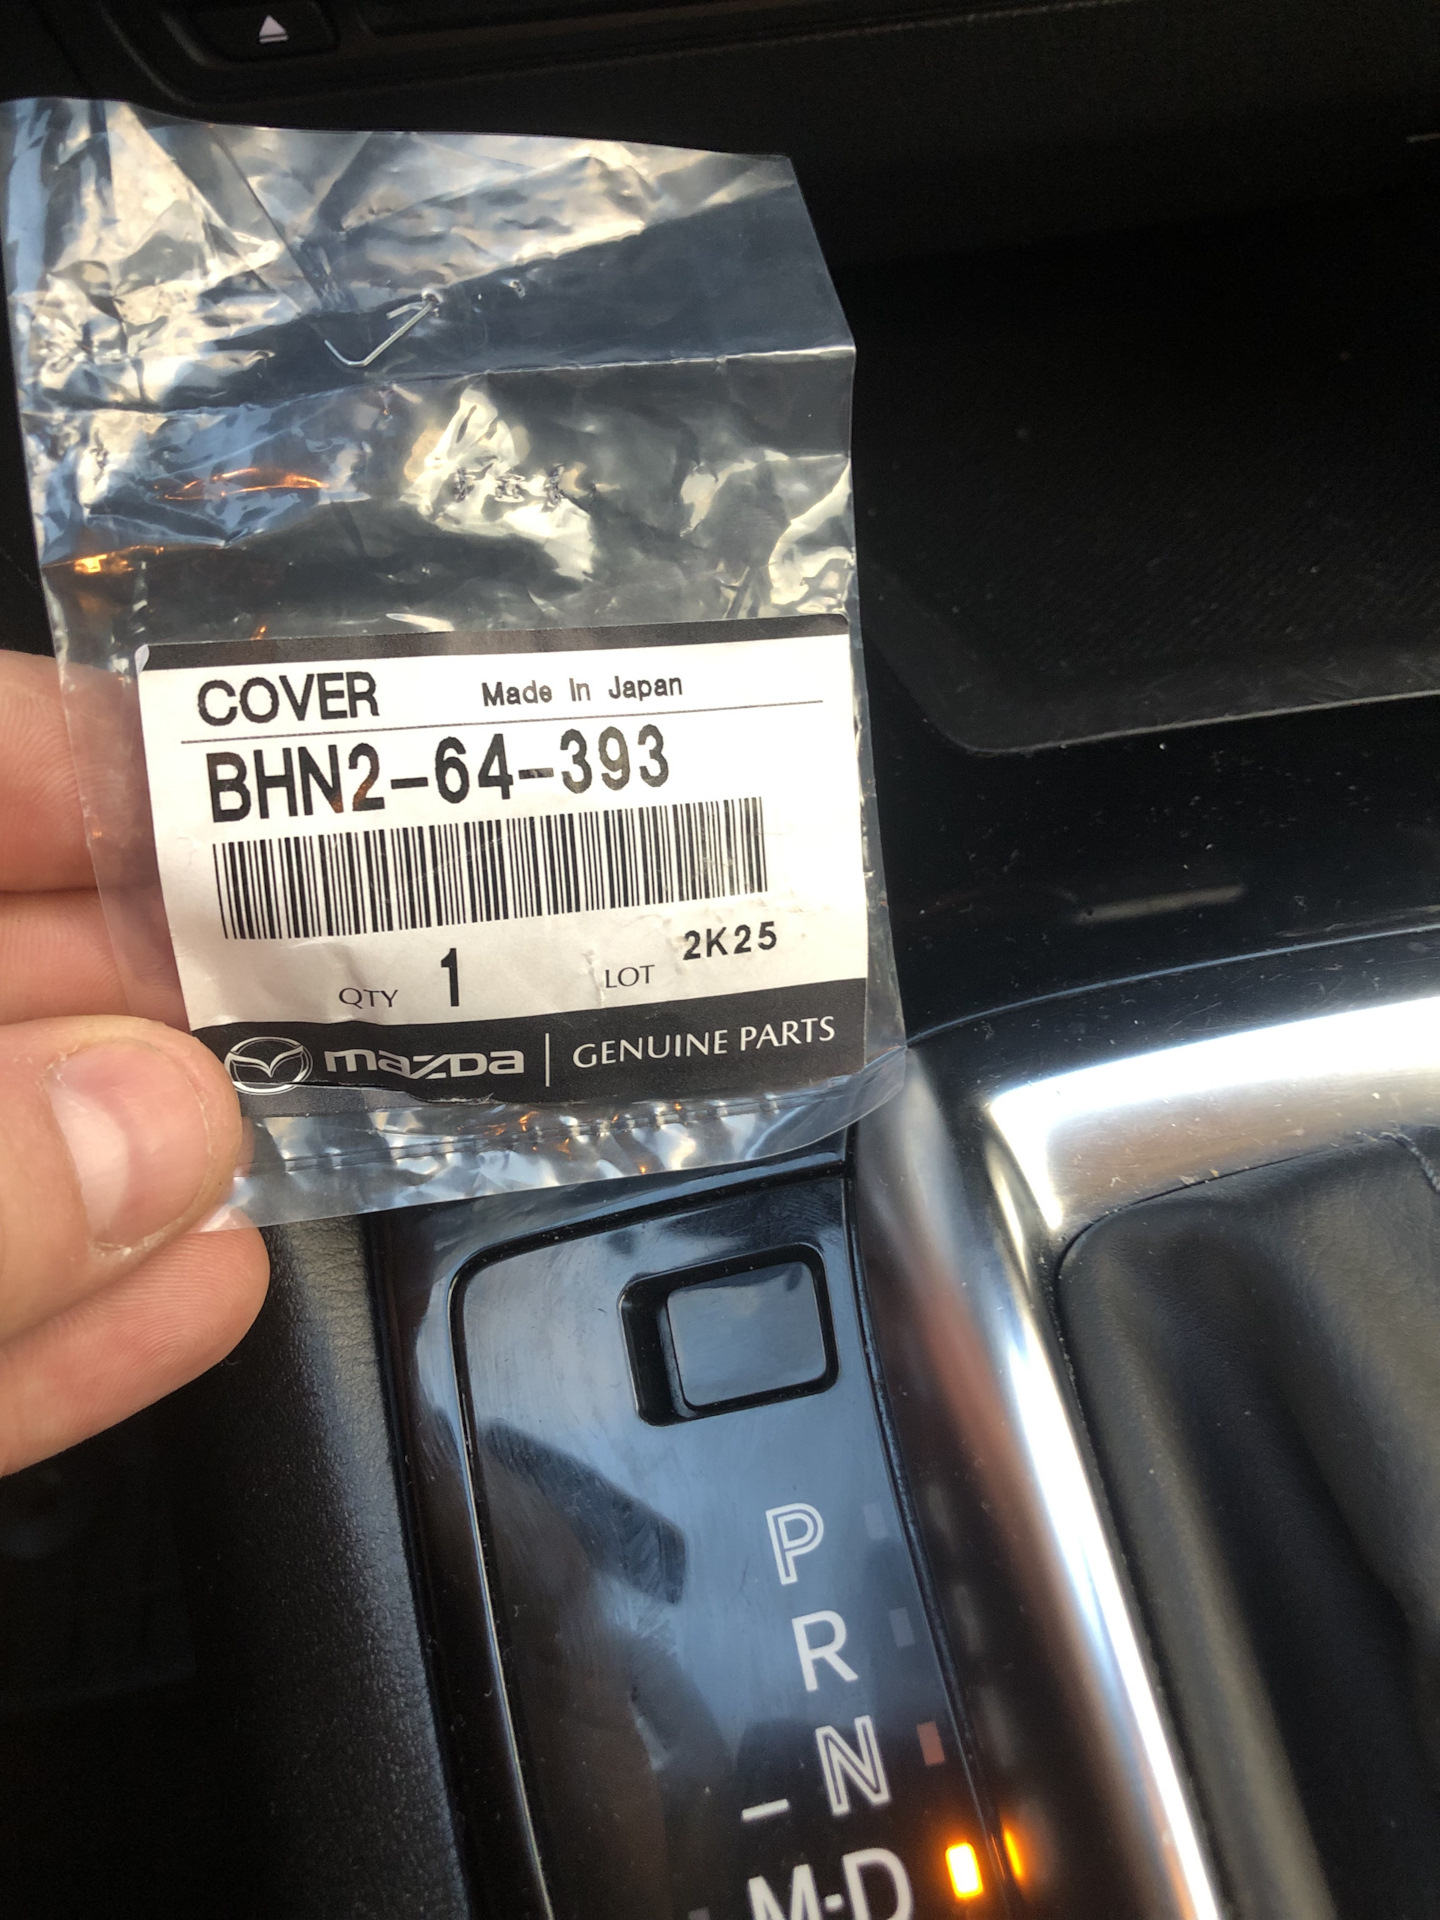 COVER Made In Japan
BHN2-64-393
QTY 1 LOT 2K25
mazda GENUINE PARTS
P
R
N
M-D